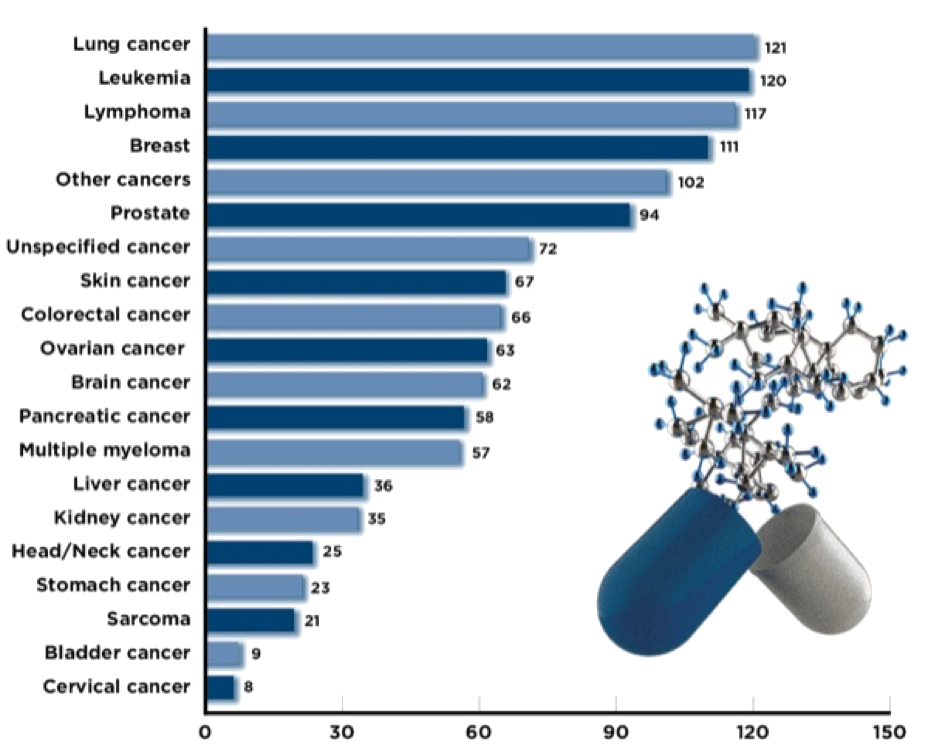 Lung cancer 121
Leukemia 120
Lymphoma 117
Breast 111
Other cancers 102
Prostate 94
Unspecified cancer 72
Skin cancer 67
Colorectal cancer 66
Ovarian cancer 63
Brain cancer 62
Pancreatic cancer 58
Multiple myeloma 57
Liver cancer 36
Kidney cancer 35
Head/Neck cancer 25
Stomach cancer 23
Sarcoma 21
Bladder cancer 9
Cervical cancer 8
0 30 60 90 120 150